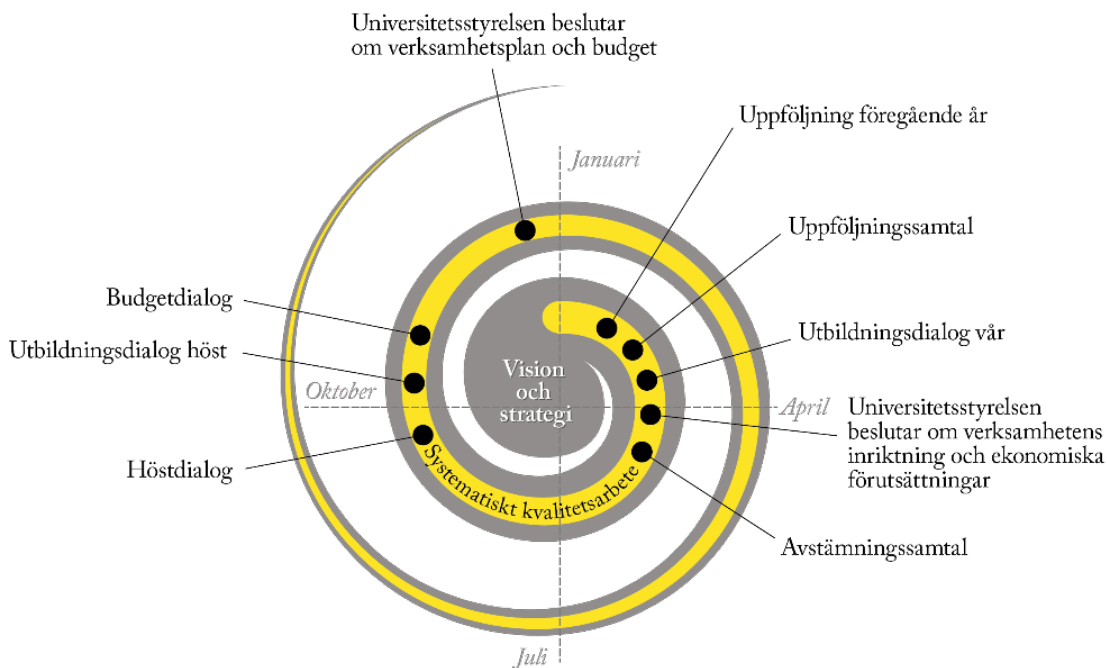 Universitetsstyrelsen beslutar
om verksamhetsplan och budget
Uppföljning föregående år
Januari
Uppföljningssamtal
Budgetdialog
Utbildningsdialog vår
Utbildningsdialog höst
Vision
och
strategi
Oktober
April
Universitetsstyrelsen
beslutar om verksamhetens
inriktning och ekonomiska
förutsättningar
Höstdialog
Systematiskt kvalitetsarbete
Avstämningssamtal
Juli